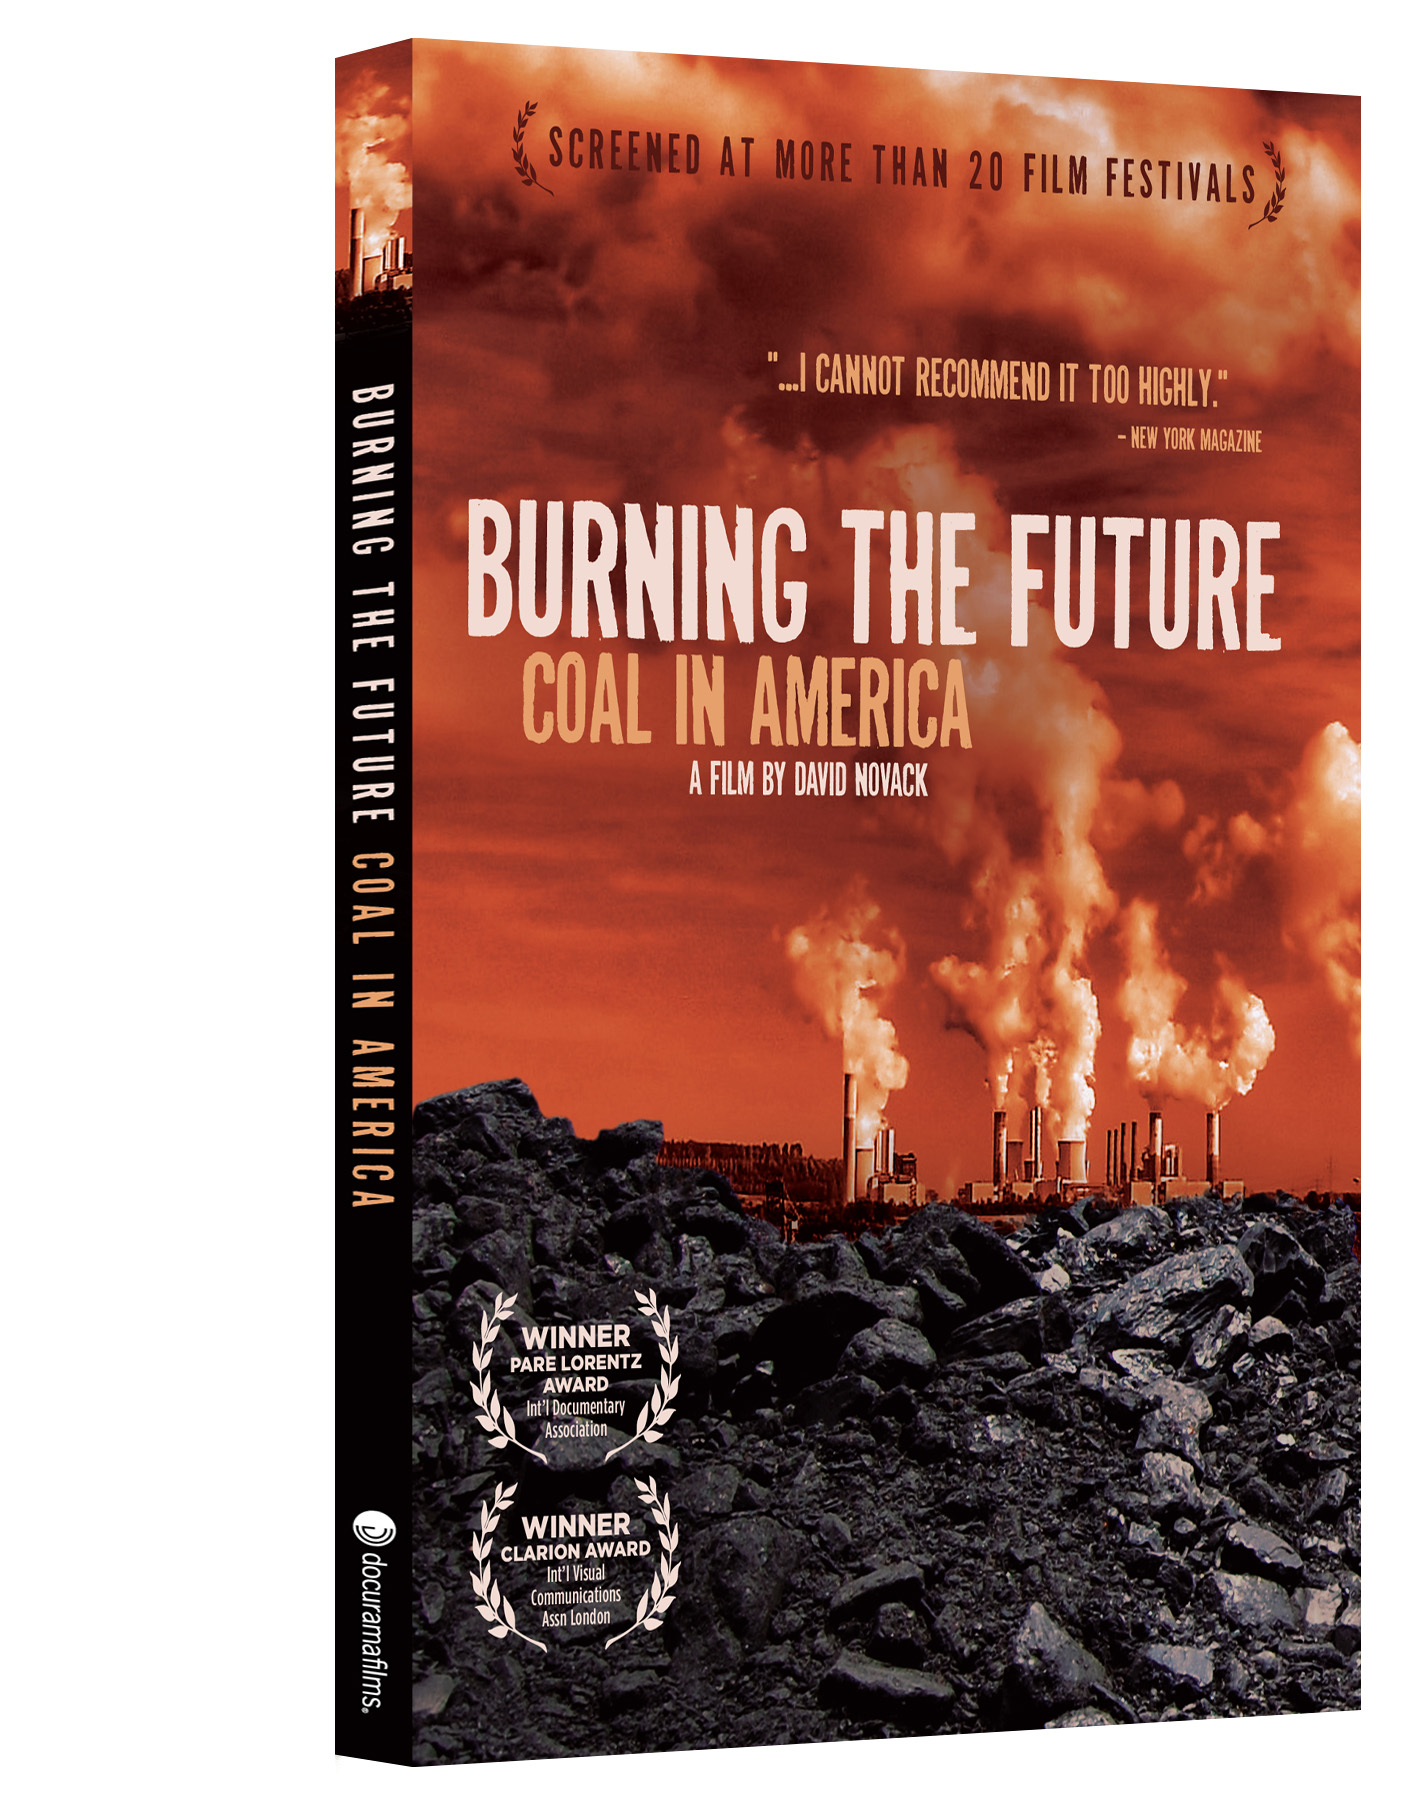 SCREENED AT MORE THAN 20 FILM FESTIVALS
"...I CANNOT RECOMMEND IT TOO HIGHLY."
– NEW YORK MAGAZINE
BURNING THE FUTURE
COAL IN AMERICA
A FILM BY DAVID NOVACK
WINNER
PARE LORENTZ
AWARD
Int'l Documentary
Association
WINNER
CLARION AWARD
Int'l Visual
Communications
Assn London
BURNING THE FUTURE COAL IN AMERICA
docuramafilms.